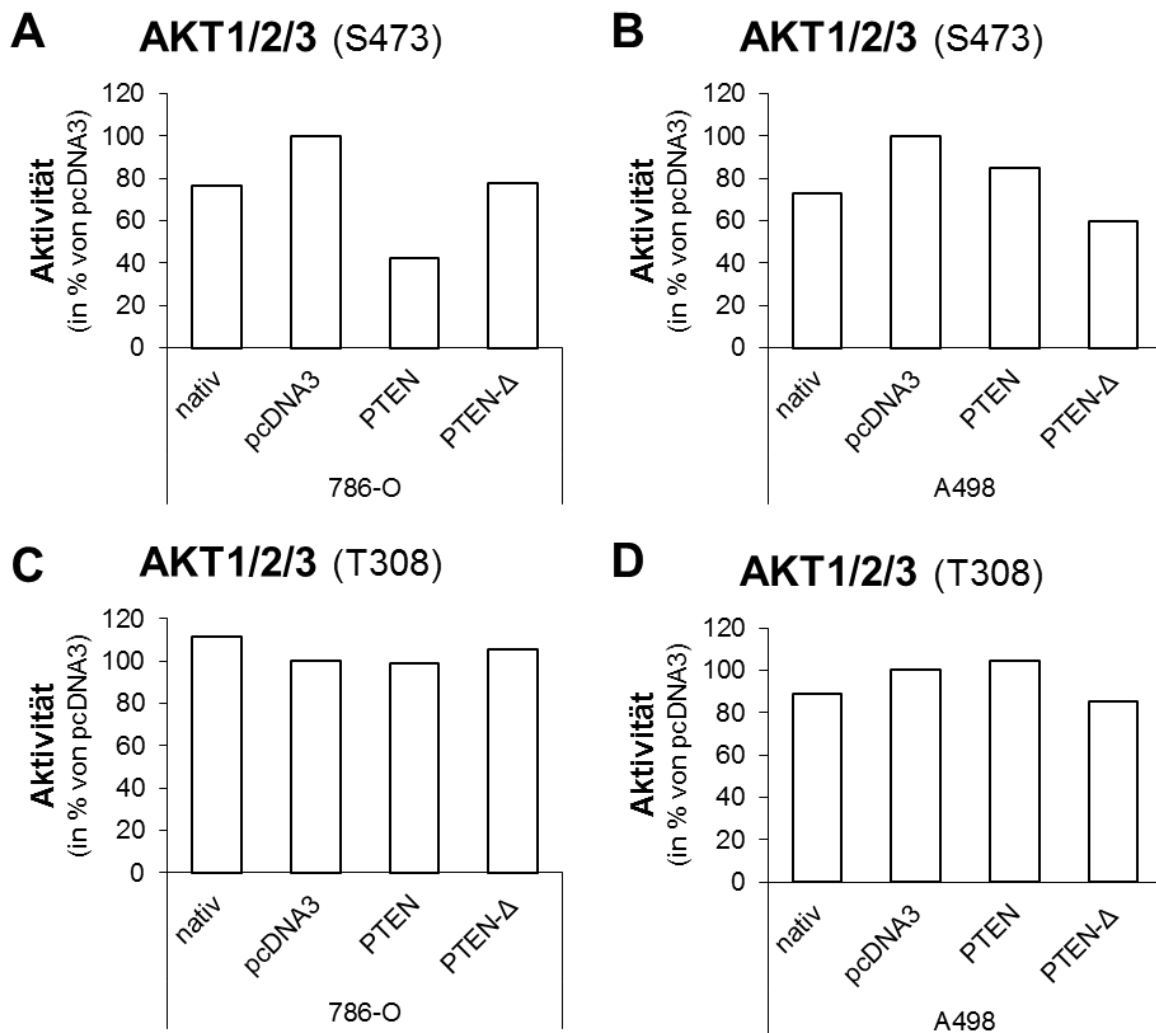 A
AKT1/2/3 (S473)
Aktivität
(in % von pcDNA3)
120
100
80
60
40
20
0
nativ
pcDNA3
PTEN
PTEN-Δ
786-O
B
AKT1/2/3 (S473)
Aktivität
(in % von pcDNA3)
120
100
80
60
40
20
0
nativ
pcDNA3
PTEN
PTEN-Δ
A498
C
AKT1/2/3 (T308)
Aktivität
(in % von pcDNA3)
120
100
80
60
40
20
0
nativ
pcDNA3
PTEN
PTEN-Δ
786-O
D
AKT1/2/3 (T308)
Aktivität
(in % von pcDNA3)
120
100
80
60
40
20
0
nativ
pcDNA3
PTEN
PTEN-Δ
A498